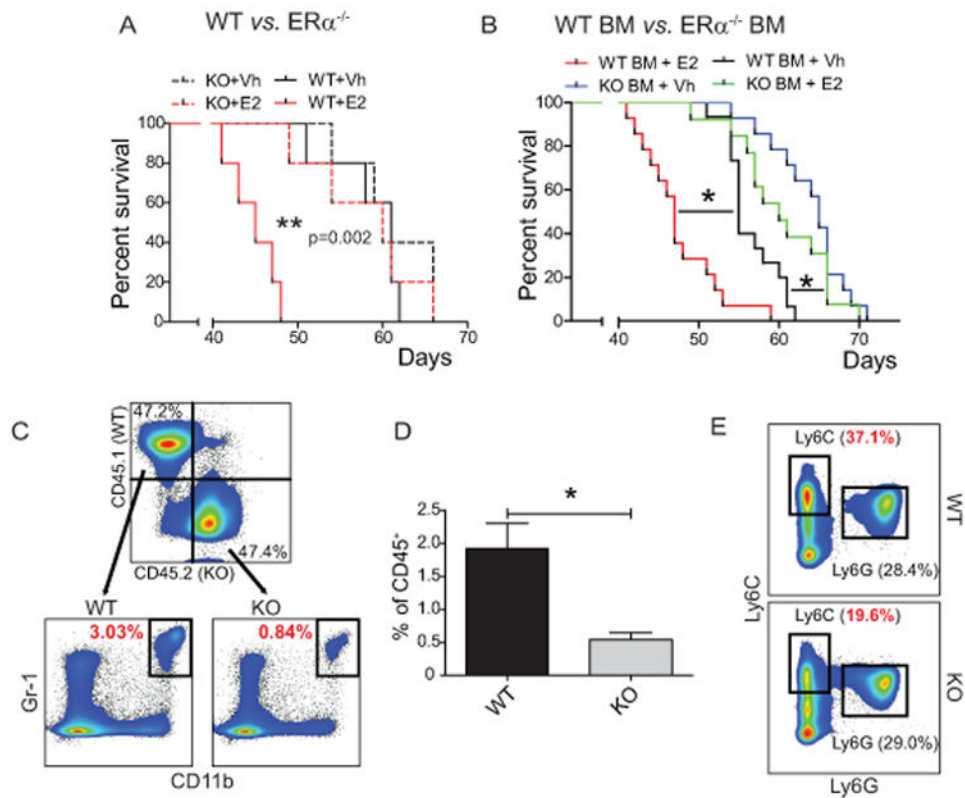 A
WT vs. ERα-/-
KO+Vh
WT+Vh
KO+E2
WT+E2
Percent survival
100
80
60
40
20
0
**
p=0.002
40
50
60
70
Days
B
WT BM vs. ERα-/- BM
WT BM + E2
WT BM + Vh
KO BM + Vh
KO BM + E2
Percent survival
100
80
60
40
20
0
*
*
40
50
60
70
Days
C
CD45.1 (WT)
47.2%
47.4%
CD45.2 (KO)
WT
KO
3.03%
0.84%
Gr-1
CD11b
D
% of CD45+
2.5
2.0
1.5
1.0
0.5
0
*
WT
KO
E
Ly6C (37.1%)
Ly6G (28.4%)
WT
Ly6C
Ly6C (19.6%)
Ly6G (29.0%)
KO
Ly6G